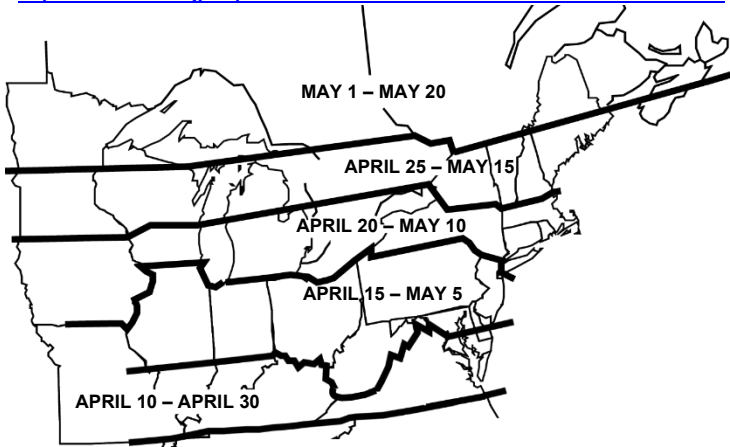 MAY 1 – MAY 20
APRIL 25 – MAY 15
APRIL 20 – MAY 10
APRIL 15 – MAY 5
APRIL 10 – APRIL 30